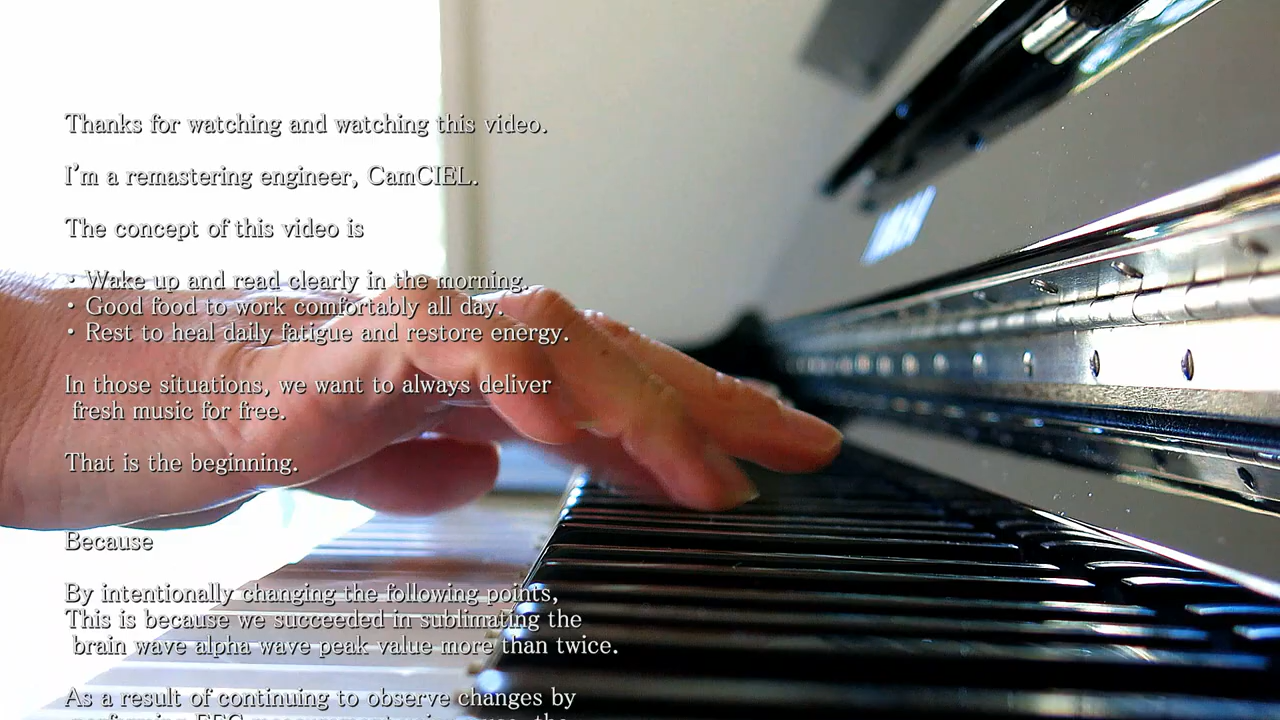 Thanks for watching and watching this video.
I'm a remastering engineer, CamCIEL.
The concept of this video is
・Wake up and read clearly in the morning.
・Good food to work comfortably all day.
・Rest to heal daily fatigue and restore energy.
In those situations, we want to always deliver
fresh music for free.
That is the beginning.
Because
By intentionally changing the following points,
This is because we succeeded in sublimating the
brain wave alpha wave peak value more than twice.
As a result of continuing to observe changes by